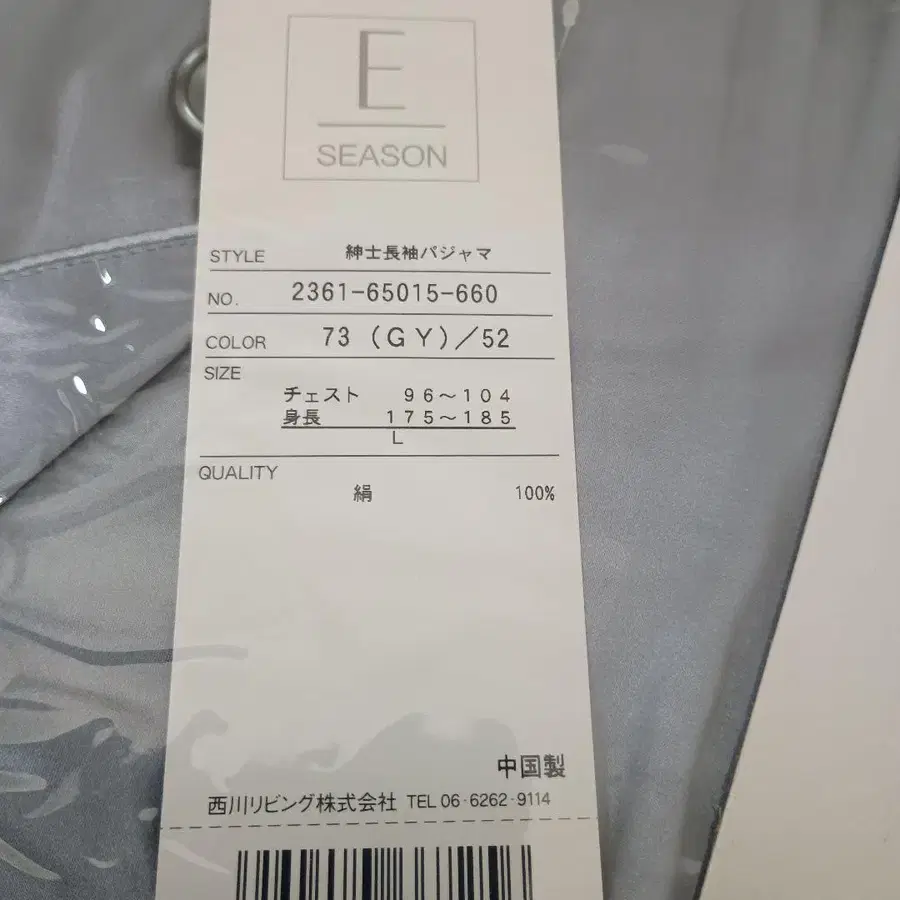 E
SEASON
STYLE 紳士長袖パジャマ
NO. 2361-65015-660
COLOR 73 (GY)/52
SIZE
チェスト 96~104
身長 175~185
L
QUALITY
絹 100%
中国製
西川リビング株式会社 TEL 06-6262-9114